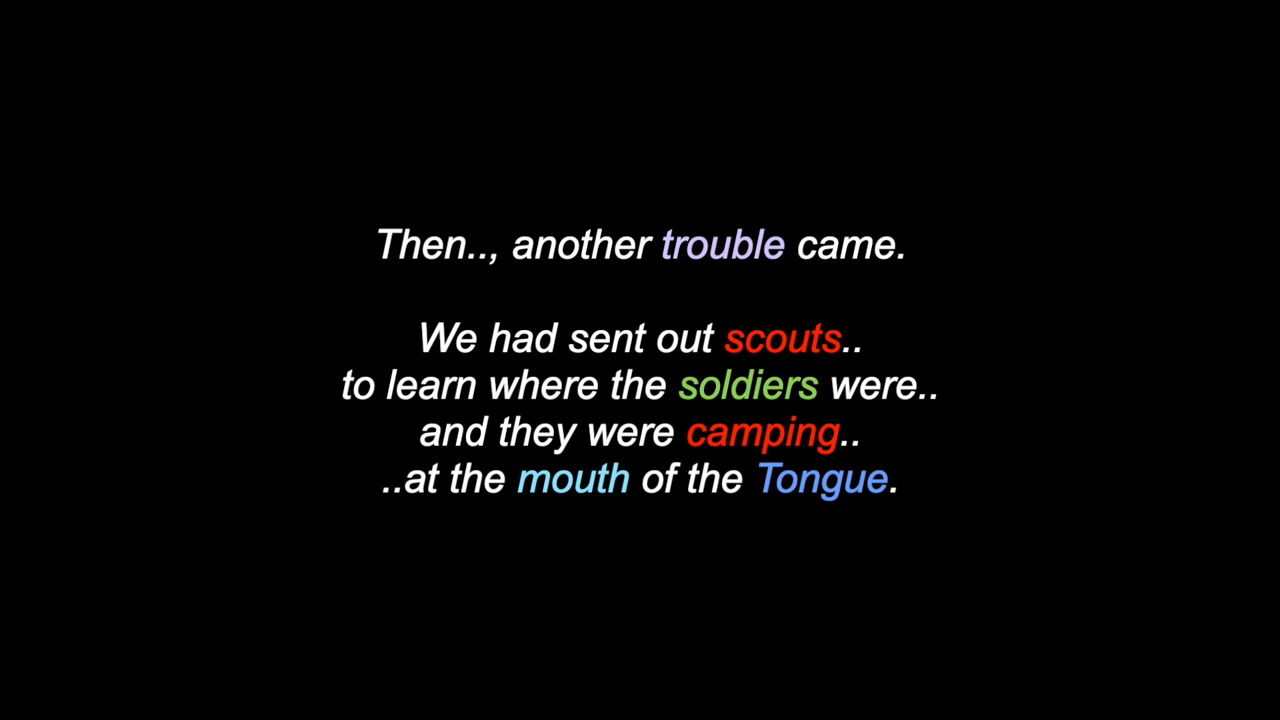 Then.., another trouble came.
We had sent out scouts..
to learn where the soldiers were..
and they were camping..
..at the mouth of the Tongue.